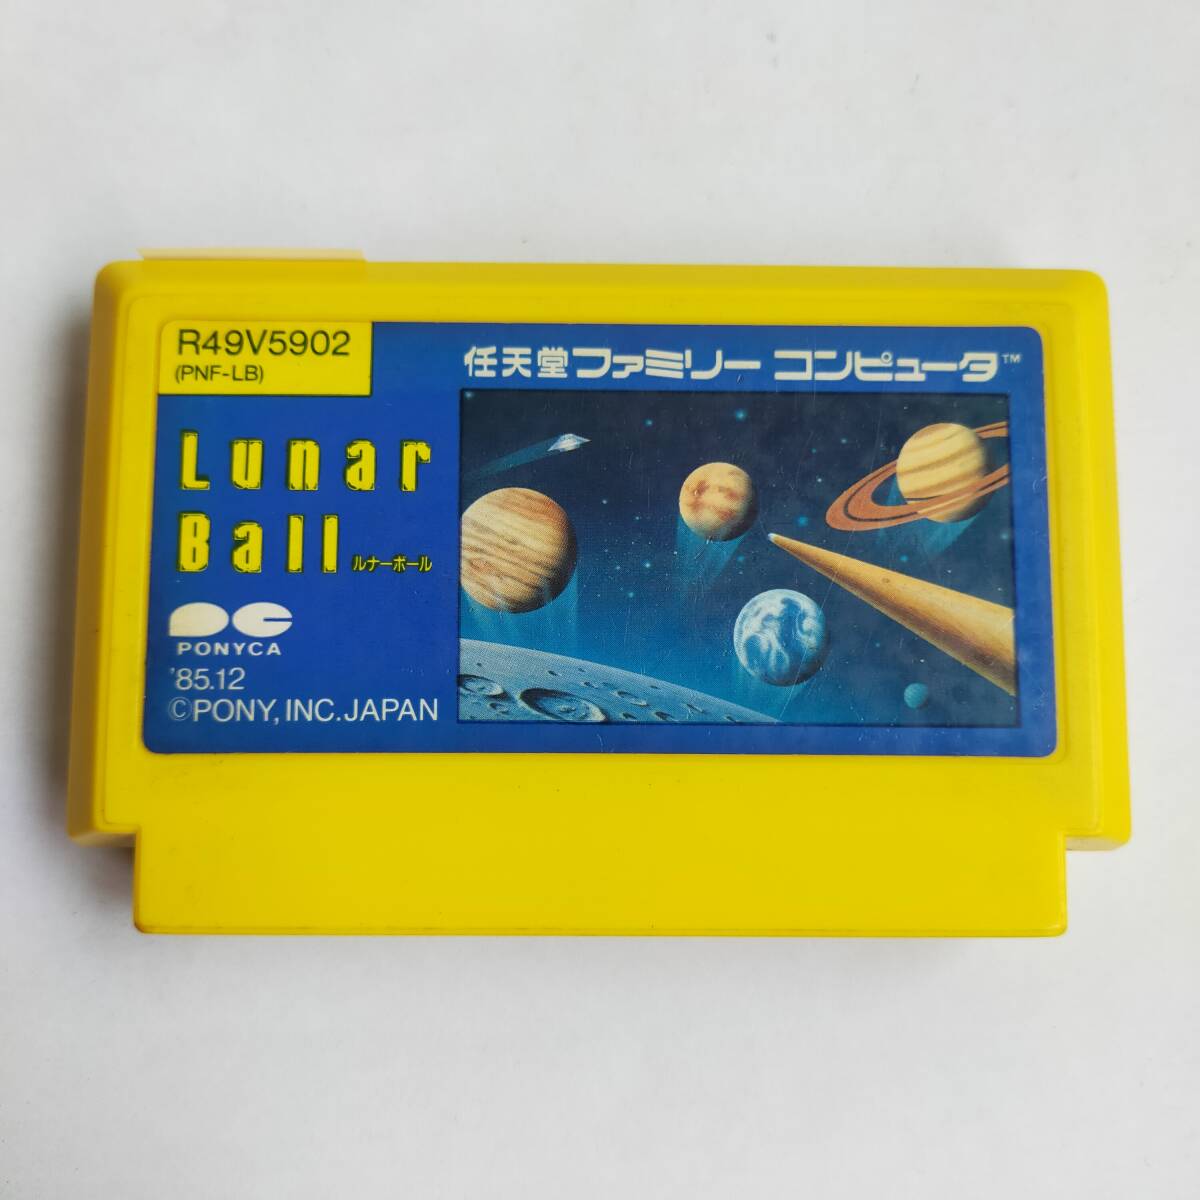 R49V5902
(PNF-LB)
任天堂ファミリー コンピュータ™
Lunar
Ball ルナーボール
PONYCA
'85.12
©PONY, INC. JAPAN